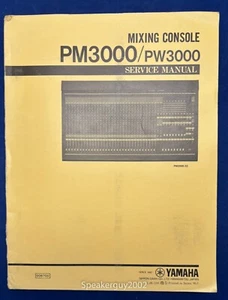 MIXING CONSOLE
PM3000/PW3000
SERVICE MANUAL
YAMAHA
Speakerguy2002